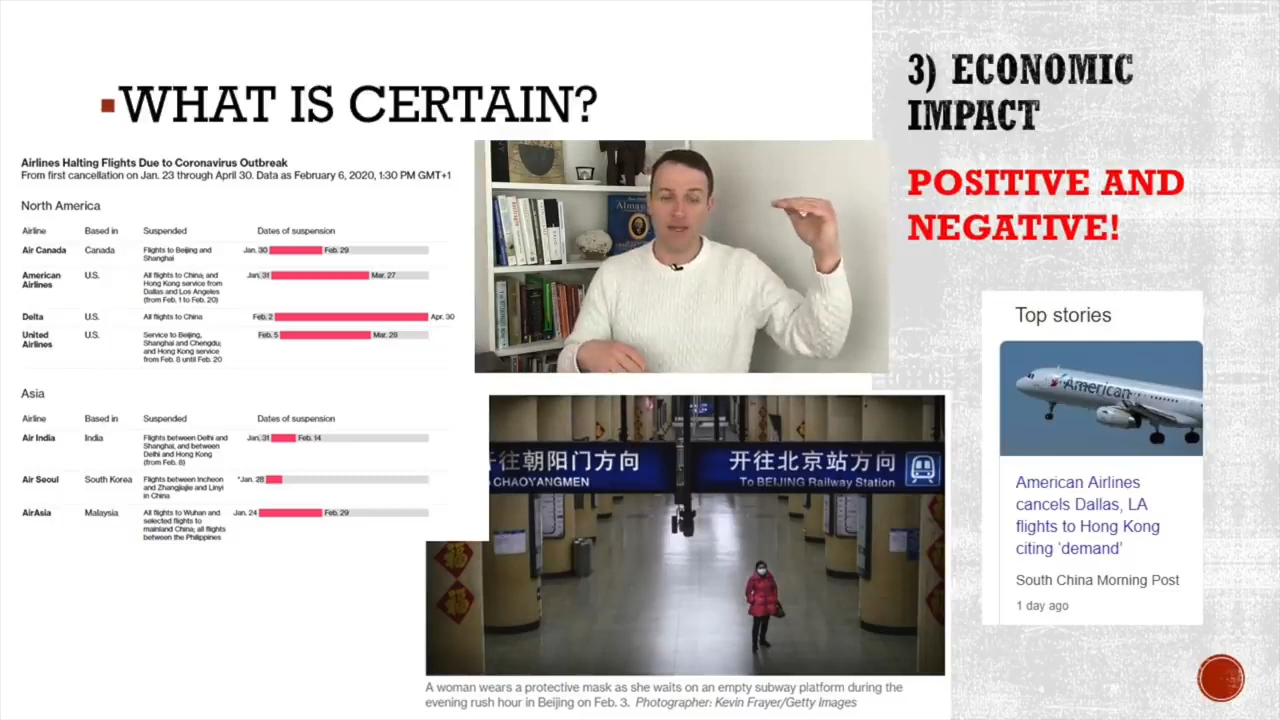 ▪WHAT IS CERTAIN?
Airlines Halting Flights Due to Coronavirus Outbreak
From first cancellation on Jan. 23 through April 30. Data as February 6, 2020, 1:30 PM GMT+1
North America
Airline Based in Suspended Dates of suspension
Air Canada Canada Flights to Beijing and Jan. 30 Feb. 29
Shanghai
American U.S. All flights to China; and Jan. 31 Mar. 27
Airlines Hong Kong service from
Dallas and Los Angeles
(from Feb. 1 to Feb. 20)
Delta U.S. All flights to China Feb. 2 Apr. 30
United U.S. Service to Beijing, Feb. 5 Mar. 28
Airlines Shanghai and Chengdu;
and Hong Kong service
from Feb. 8 until Feb. 20
Asia
Airline Based in Suspended Dates of suspension
Air India India Flights between Delhi and Jan. 31 Feb. 14
Shanghai, and between
Delhi and Hong Kong
(from Feb. 8)
Air Seoul South Korea Flights between Incheon *Jan. 28
and Zhangjiajie and Linyi
in China
AirAsia Malaysia All flights to Wuhan and Jan. 24 Feb. 29
selected flights to
mainland China; all flights
between the Philippines
Alma
往朝阳门方向
CHAOYANGMEN
开往北京站方向
To BEIJING Railway Station
福
福
A woman wears a protective mask as she waits on an empty subway platform during the
evening rush hour in Beijing on Feb. 3. Photographer: Kevin Frayer/Getty Images
3) ECONOMIC
IMPACT
POSITIVE AND
NEGATIVE!
Top stories
American
American Airlines
cancels Dallas, LA
flights to Hong Kong
citing ‘demand’
South China Morning Post
1 day ago